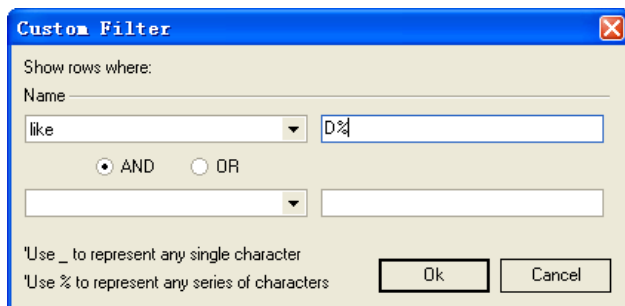 Custom Filter
Show rows where:
Name
like D%
AND OR
'Use _ to represent any single character
'Use % to represent any series of characters
Ok Cancel